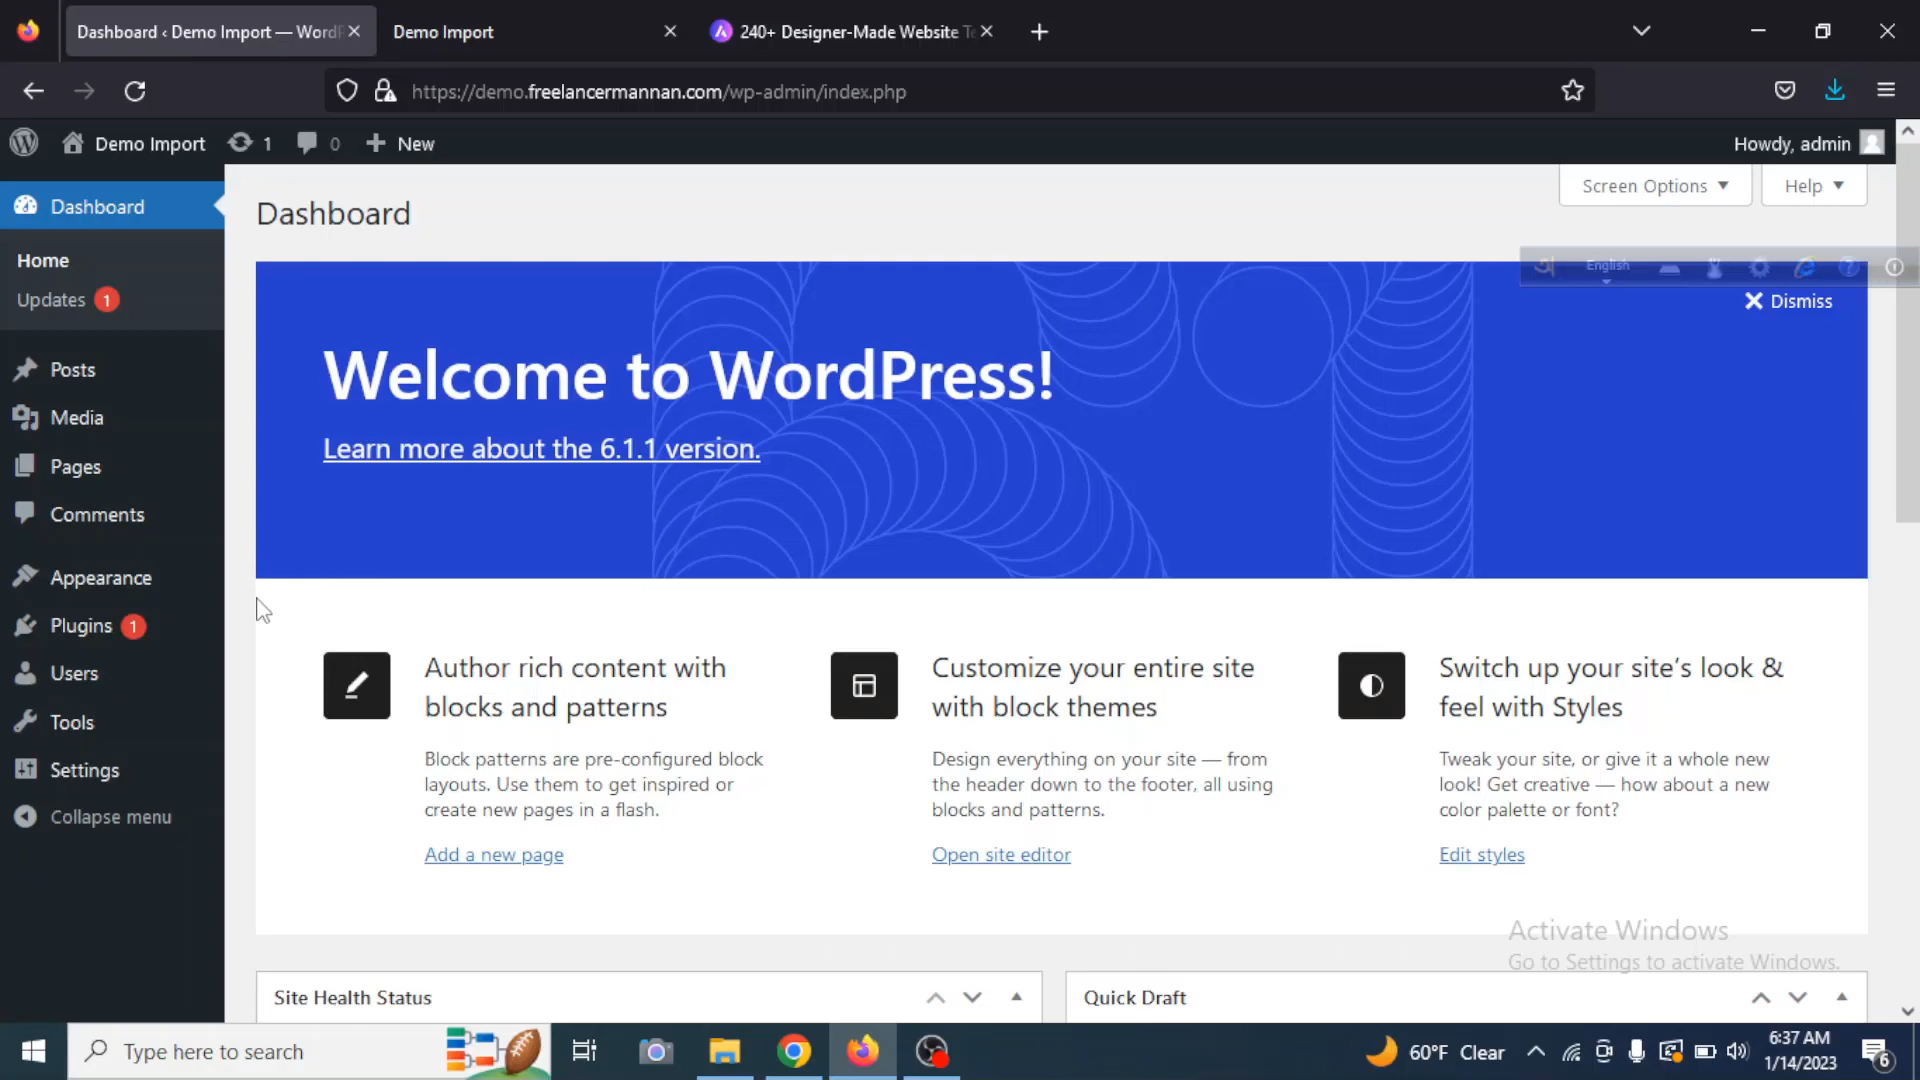 Dashboard ‹ Demo Import — WordP
Demo Import
240+ Designer-Made Website Te
https://demo.freelancermannan.com/wp-admin/index.php
Demo Import
1
0
New
Howdy, admin
Dashboard
Home
Updates 1
Posts
Media
Pages
Comments
Appearance
Plugins 1
Users
Tools
Settings
Collapse menu
Screen Options
Help
Dashboard
English
Dismiss
Welcome to WordPress!
Learn more about the 6.1.1 version.
Author rich content with
blocks and patterns
Block patterns are pre-configured block
layouts. Use them to get inspired or
create new pages in a flash.
Add a new page
Customize your entire site
with block themes
Design everything on your site — from
the header down to the footer, all using
blocks and patterns.
Open site editor
Switch up your site’s look &
feel with Styles
Tweak your site, or give it a whole new
look! Get creative — how about a new
color palette or font?
Edit styles
Activate Windows
Go to Settings to activate Windows.
Site Health Status
Quick Draft
Type here to search
60°F Clear
6:37 AM
1/14/2023
6